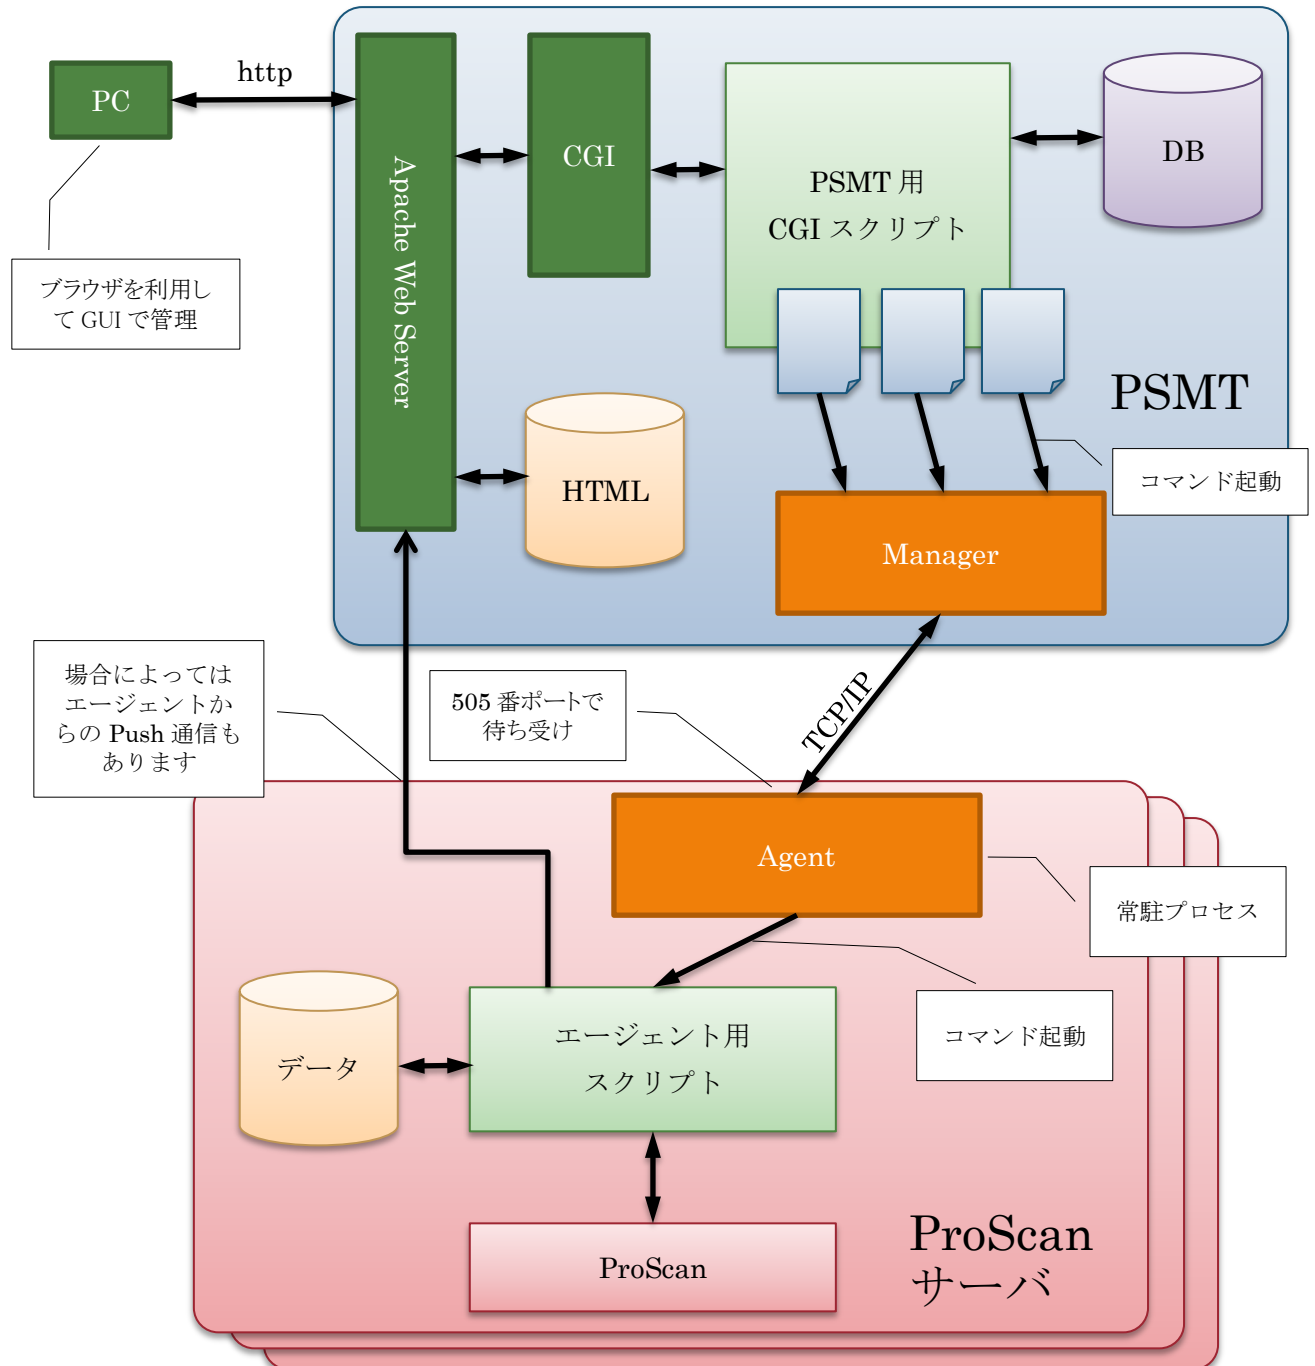 http
PC
Apache Web Server
CGI
PSMT 用
CGI スクリプト
DB
ブラウザを利用し
て GUI で管理
PSMT
HTML
コマンド起動
Manager
場合によっては
エージェントか
らの Push 通信も
あります
505 番ポートで
待ち受け
TCP/IP
Agent
常駐プロセス
エージェント用
スクリプト
コマンド起動
データ
ProScan
サーバ
ProScan